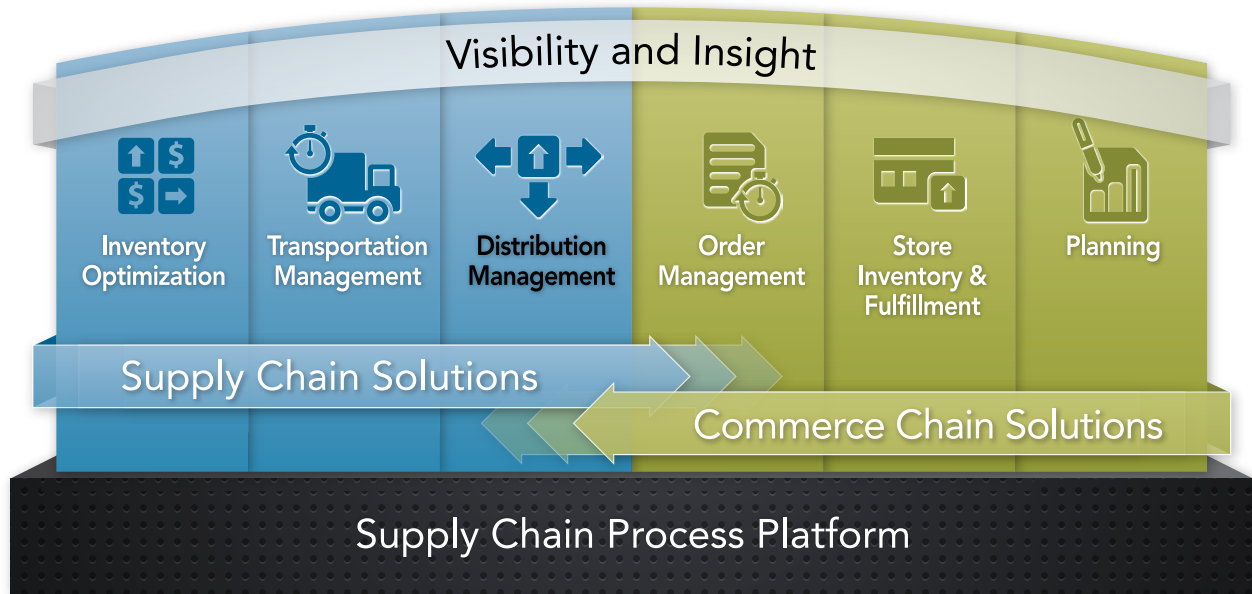 Visibility and Insight
Inventory
Optimization
Transportation
Management
Distribution
Management
Order
Management
Store
Inventory &
Fulfillment
Planning
Supply Chain Solutions
Commerce Chain Solutions
Supply Chain Process Platform